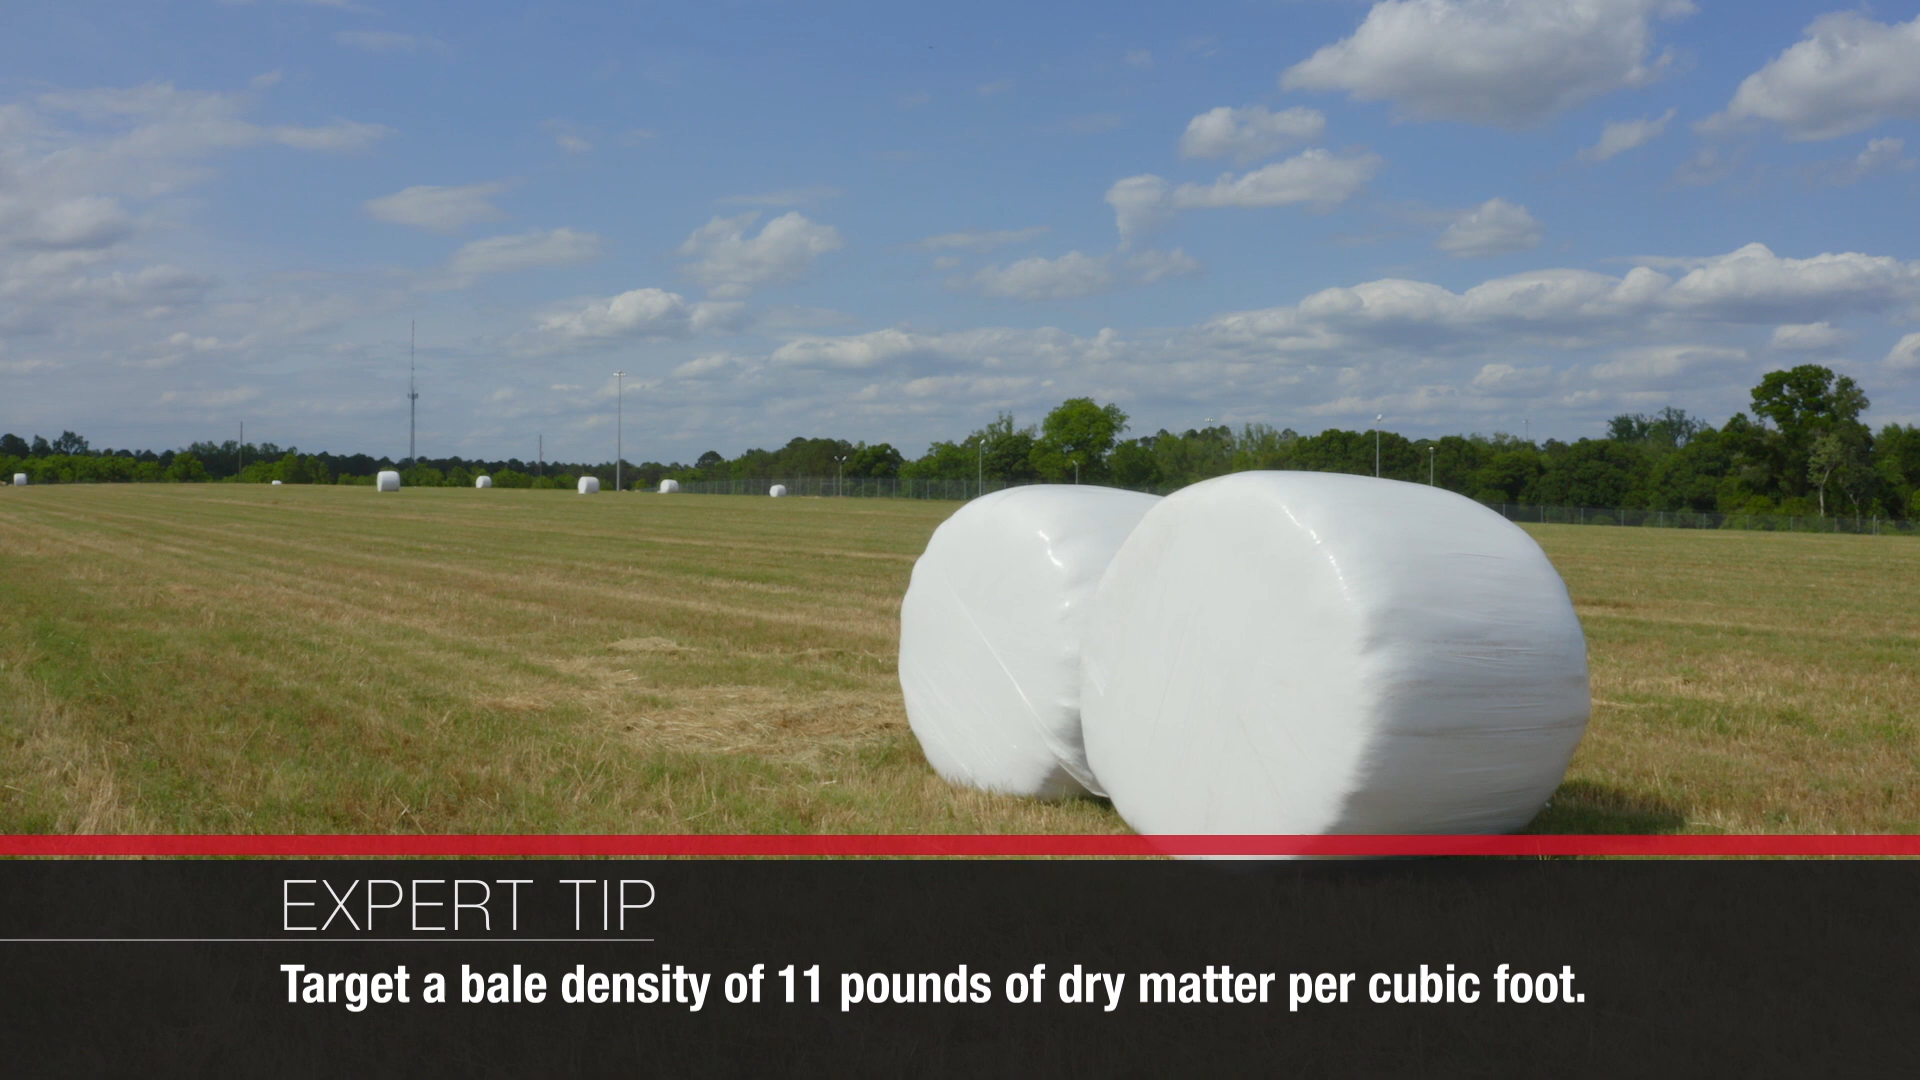 EXPERT TIP
Target a bale density of 11 pounds of dry matter per cubic foot.